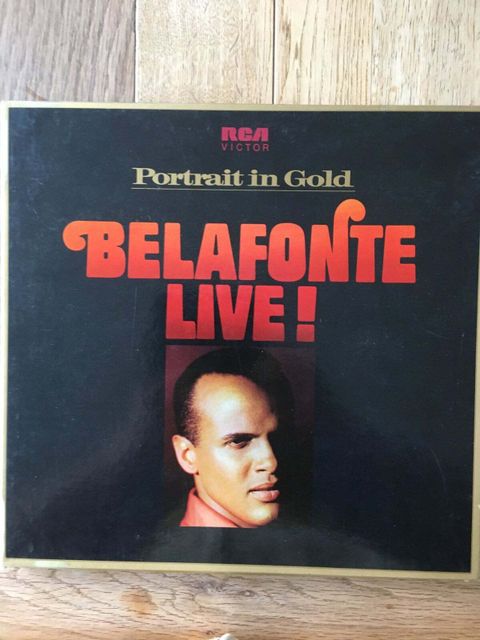 RCA
VICTOR
Portrait in Gold
BELAFONTE
LIVE!